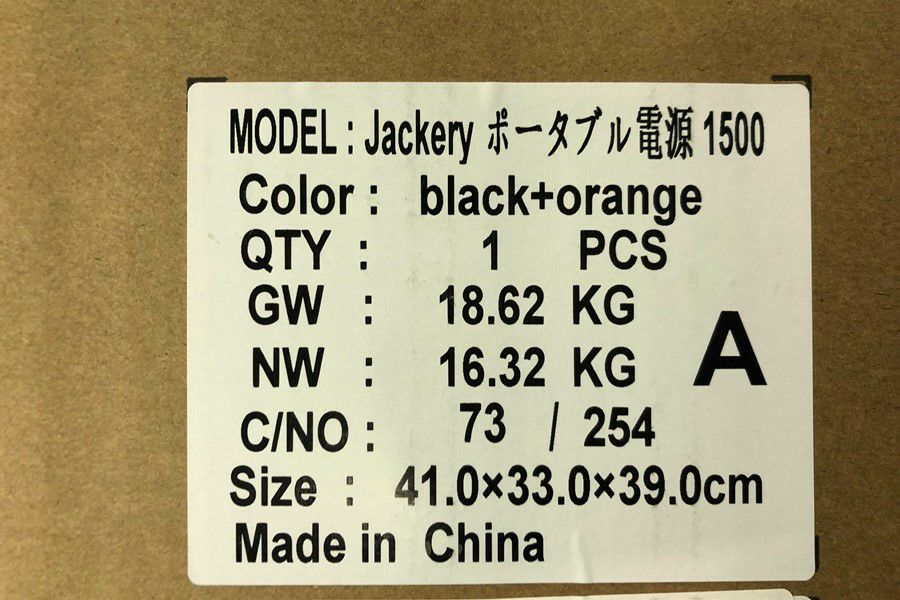 MODEL : Jackery ポータブル電源 1500
Color : black+orange
QTY : 1 PCS
GW : 18.62 KG
NW : 16.32 KG
A
C/NO : 73 / 254
Size : 41.0×33.0×39.0cm
Made in China